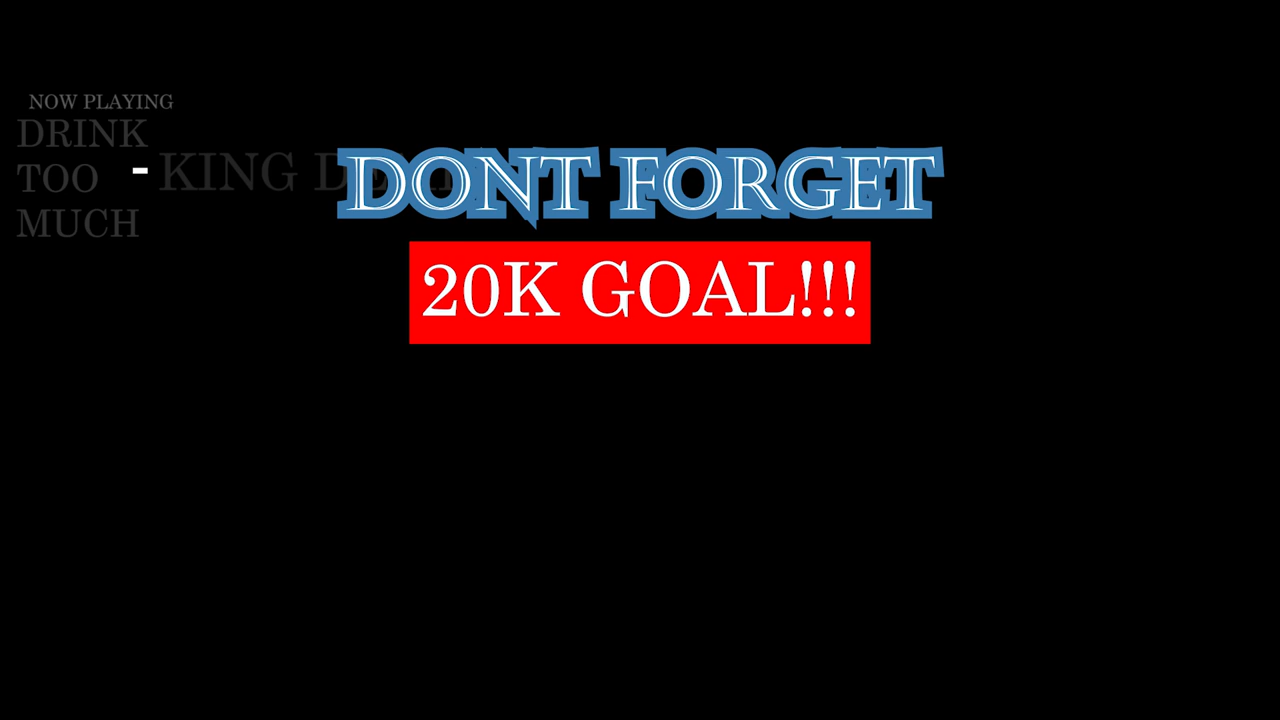 NOW PLAYING
DRINK
TOO
MUCH
- KING
DONT FORGET
20K GOAL!!!